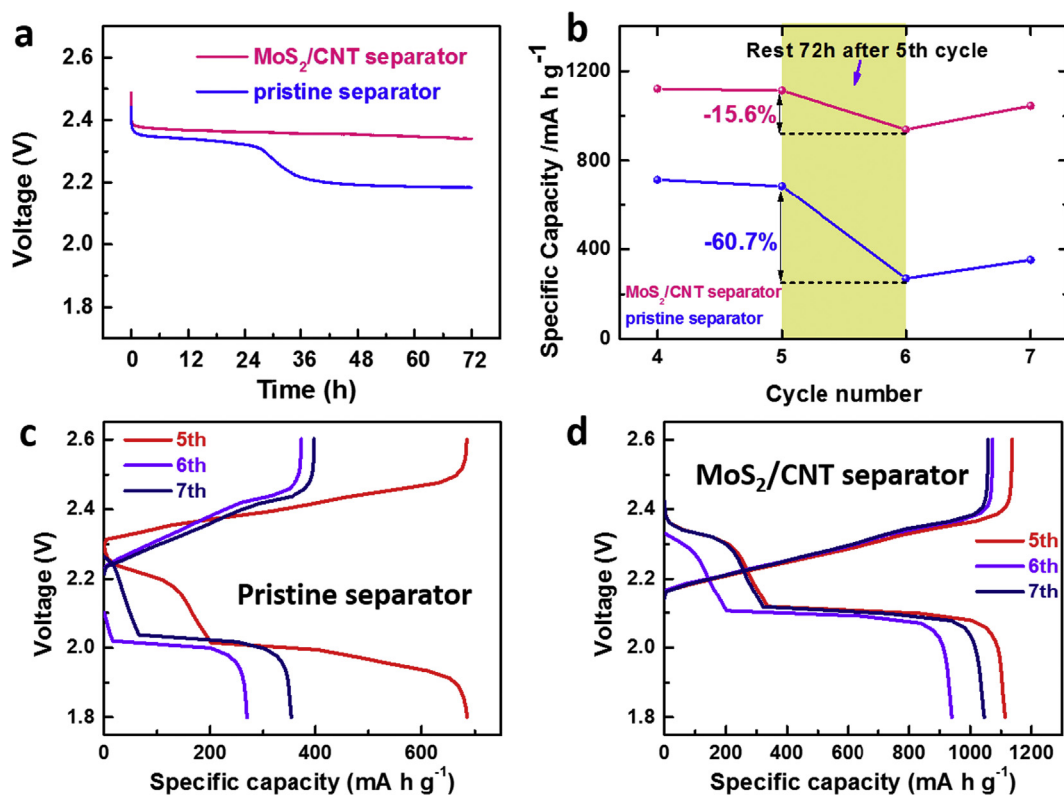 a
MoS₂/CNT separator
pristine separator
Voltage (V)
2.6
2.4
2.2
2.0
1.8
0 12 24 36 48 60 72
Time (h)
b
Rest 72h after 5th cycle
-15.6%
-60.7%
MoS₂/CNT separator
pristine separator
Specific Capacity /mA h g⁻¹
1200
900
600
400
200
0
4 5 6 7
Cycle number
c
5th
6th
7th
Pristine separator
Voltage (V)
2.6
2.4
2.2
2.0
1.8
0 200 400 600
Specific capacity (mA h g⁻¹)
d
MoS₂/CNT separator
5th
6th
7th
Voltage (V)
2.6
2.4
2.2
2.0
1.8
0 200 400 600 800 1000 1200
Specific capacity (mA h g⁻¹)